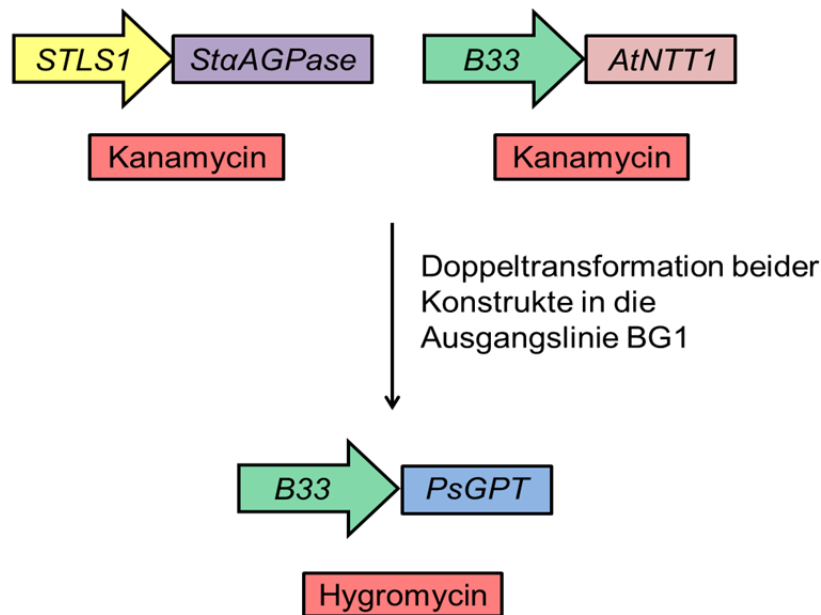 STLS1 StαAGPase B33 AtNTT1
Kanamycin Kanamycin
Doppeltransformation beider
Konstrukte in die
Ausgangslinie BG1
B33 PsGPT
Hygromycin